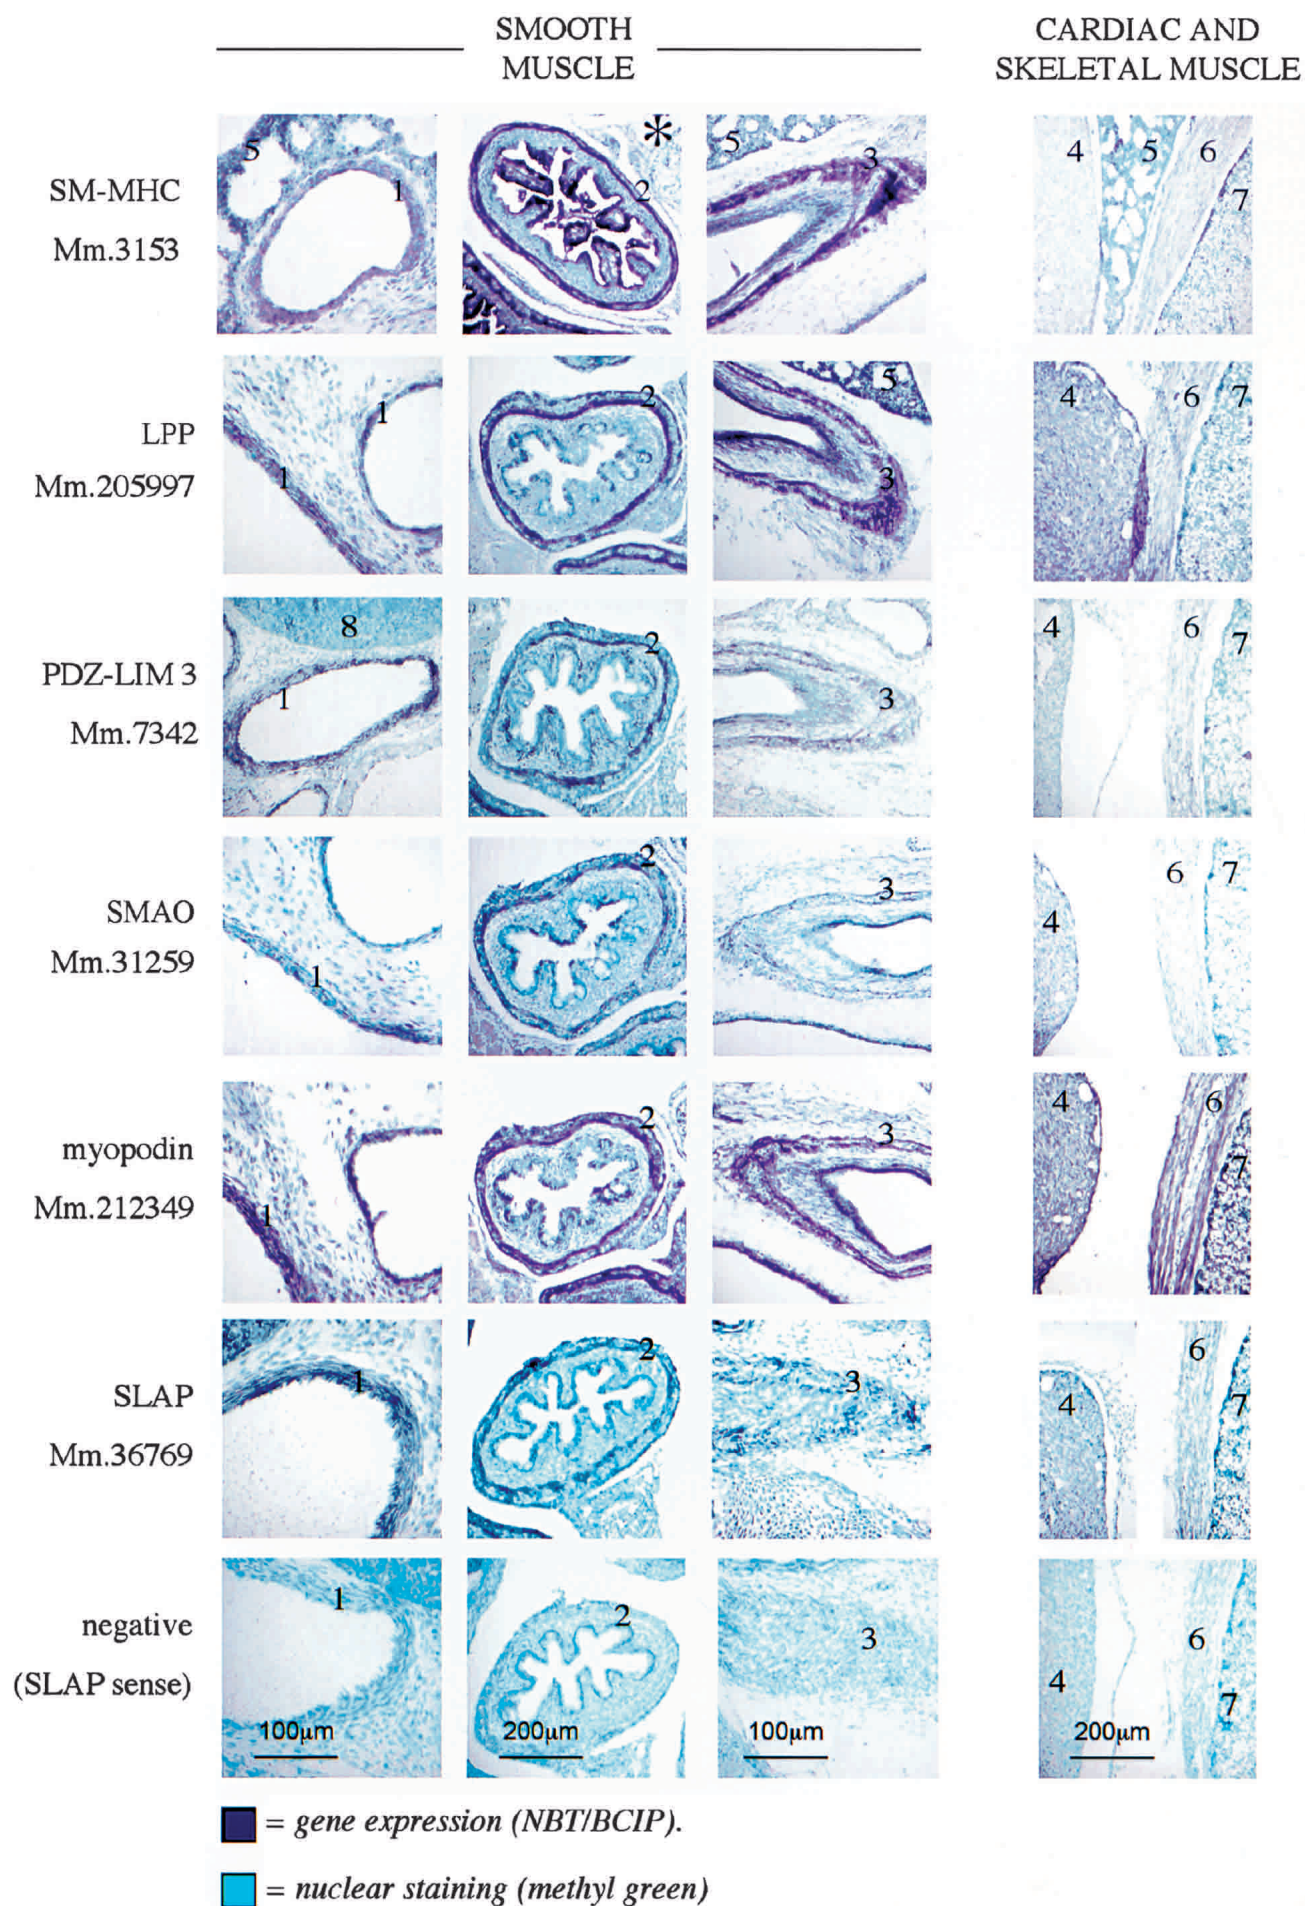 SMOOTH
MUSCLE
CARDIAC AND
SKELETAL MUSCLE
SM-MHC
Mm.3153
5 1
* 2
5 3
4 5 6 7
LPP
Mm.205997
1 1
2
5 3
4 6 7
PDZ-LIM 3
Mm.7342
8 1
2
3
4 6 7
SMAO
Mm.31259
1
2
3
4 6 7
myopodin
Mm.212349
1
2
3
4 6 7
SLAP
Mm.36769
1
2
3
4 6 7
negative
(SLAP sense)
1
2
3
4 6 7
100µm
200µm
100µm
200µm
= gene expression (NBT/BCIP).
= nuclear staining (methyl green)